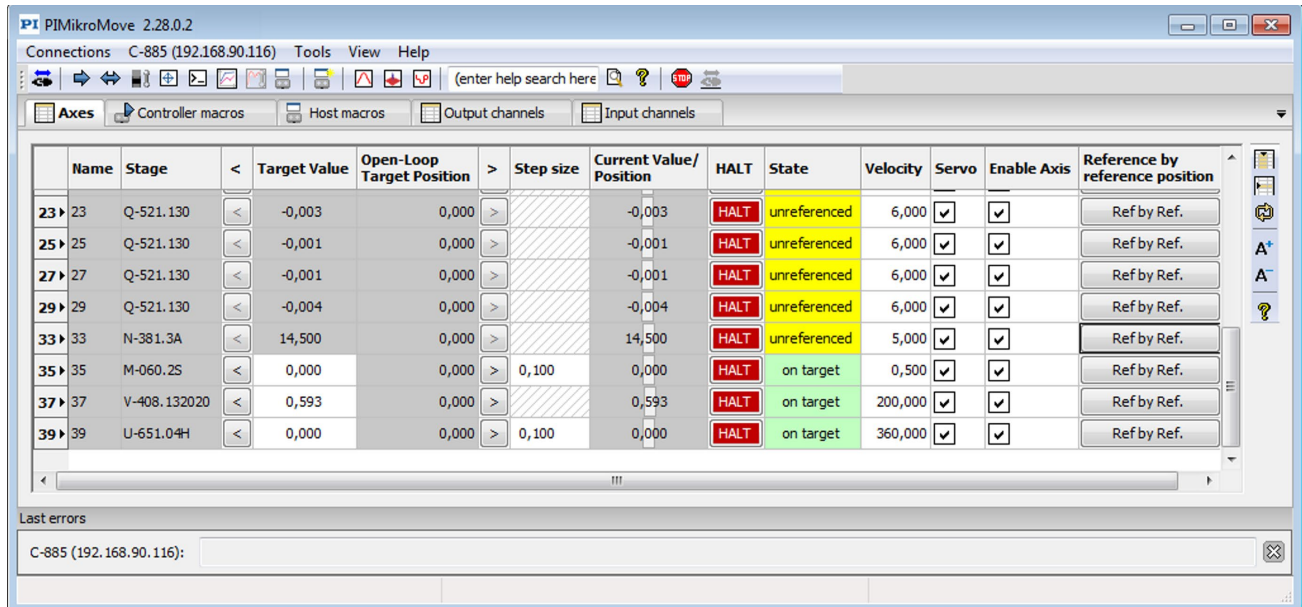 PI PIMikroMove 2.28.0.2
Connections C-885 (192.168.90.116) Tools View Help
(enter help search here STOP
Axes Controller macros Host macros Output channels Input channels
Name Stage < Target Value Open-Loop Target Position > Step size Current Value/ Position HALT State Velocity Servo Enable Axis Reference by reference position
23 23 Q-521.130 < -0,003 0,000 > -0,003 HALT unreferenced 6,000 Ref by Ref.
25 25 Q-521.130 < -0,001 0,000 > -0,001 HALT unreferenced 6,000 Ref by Ref.
27 27 Q-521.130 < -0,001 0,000 > -0,001 HALT unreferenced 6,000 Ref by Ref.
29 29 Q-521.130 < -0,004 0,000 > -0,004 HALT unreferenced 6,000 Ref by Ref.
33 33 N-381.3A < 14,500 0,000 > 14,500 HALT unreferenced 5,000 Ref by Ref.
35 35 M-060.2S < 0,000 0,000 > 0,100 0,000 HALT on target 0,500 Ref by Ref.
37 37 V-408.132020 < 0,593 0,000 > 0,593 HALT on target 200,000 Ref by Ref.
39 39 U-651.04H < 0,000 0,000 > 0,100 0,000 HALT on target 360,000 Ref by Ref.
A+
A-
Last errors
C-885 (192.168.90.116):